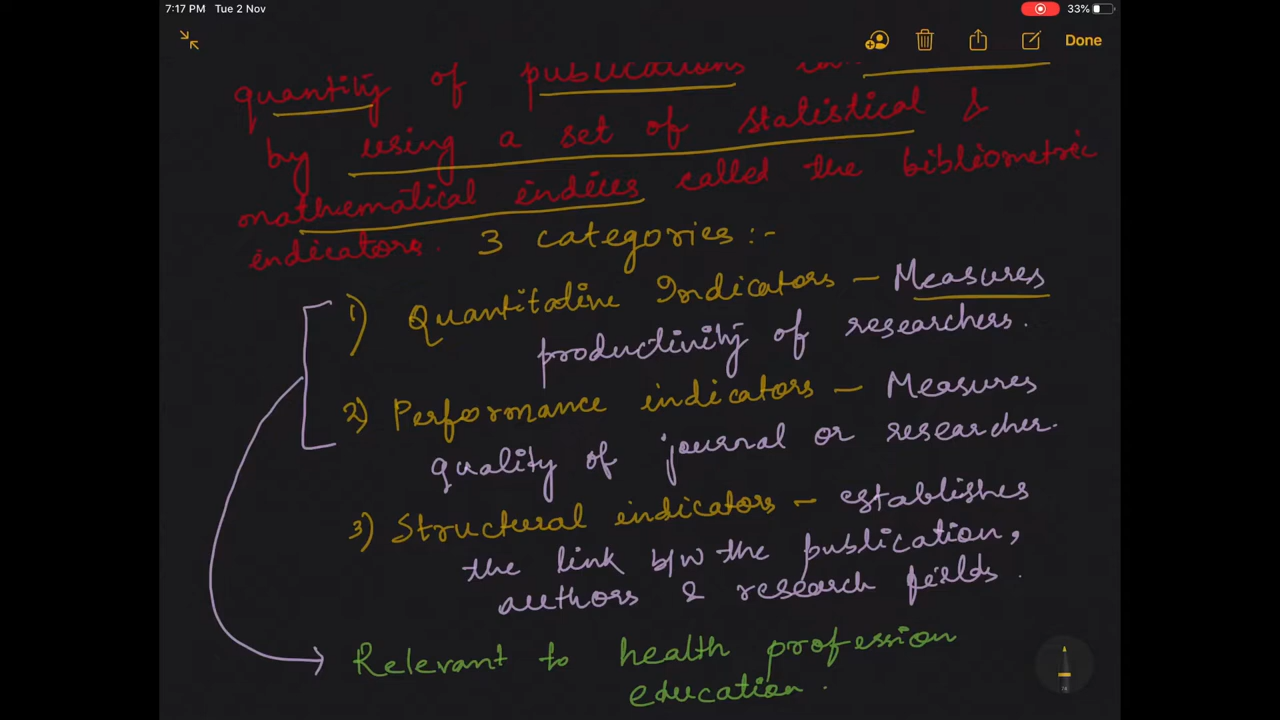 7:17 PM Tue 2 Nov 33%
Done
quantity of publications
by using a set of statistical &
mathematical indices called the bibliometric
indicators. 3 categories :-
1) Quantitative Indicators – Measures
productivity of researchers.
2) Performance indicators – Measures
quality of journal or researcher.
3) Structural indicators – establishes
the link b/w the publication,
authors & research fields.
Relevant to health profession
education.